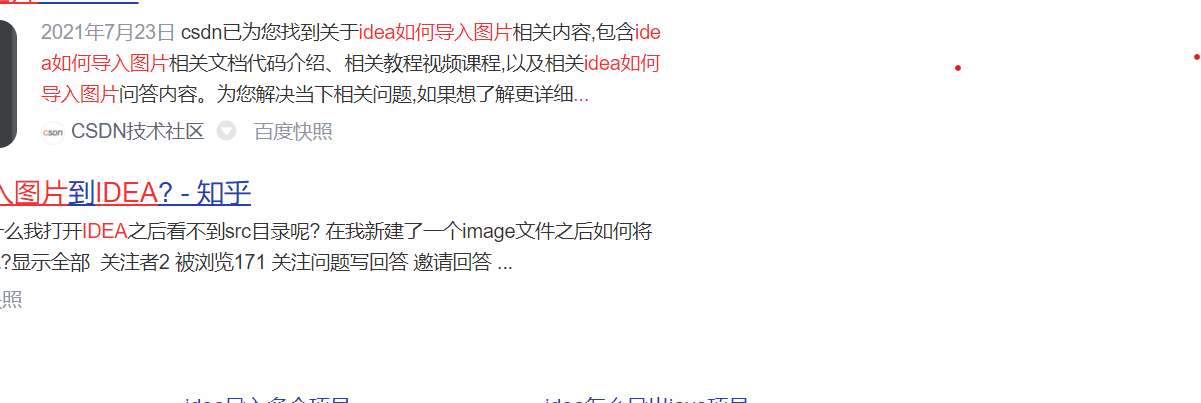 2021年7月23日 csdn已为您找到关于idea如何导入图片相关内容,包含ide
a如何导入图片相关文档代码介绍、相关教程视频课程,以及相关idea如何
导入图片问答内容。为您解决当下相关问题,如果想了解更详细...
csdn CSDN技术社区 百度快照
入图片到IDEA? - 知乎
什么我打开IDEA之后看不到src目录呢? 在我新建了一个image文件之后如何将
?显示全部 关注者2 被浏览171 关注问题写回答 邀请回答 ...
快照